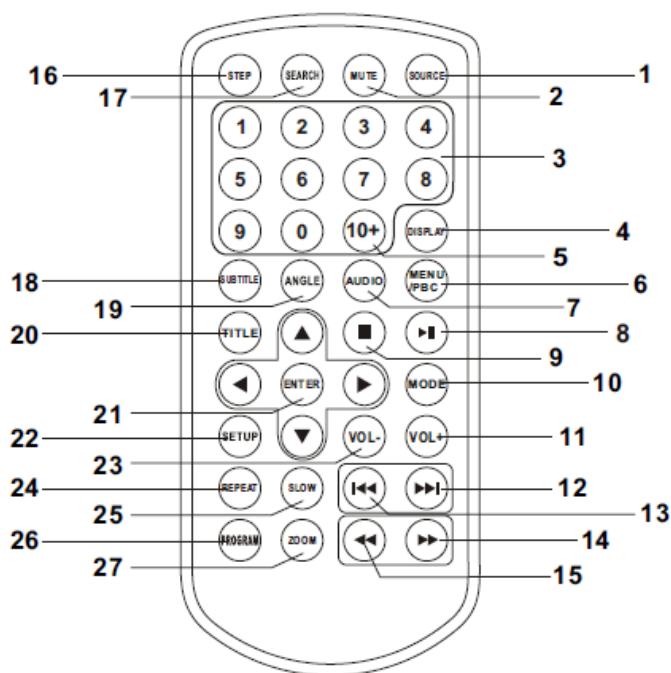 16 STEP SEARCH MUTE SOURCE 1
17 2
1 2 3 4
3
5 6 7 8
9 0 10+ DISPLAY 4
5
18 SUBTITLE ANGLE AUDIO MENU /PBC 6
19 7
20 TITLE 8
9
21 ENTER MODE 10
22 SETUP VOL- VOL+ 11
23
24 REPEAT SLOW 12
25 13
26 PROGRAM ZOOM 14
27 15